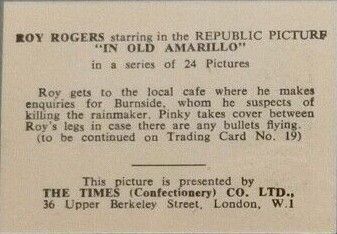 ROY ROGERS starring in the REPUBLIC PICTURE
"IN OLD AMARILLO"
in a series of 24 Pictures
Roy gets to the local cafe where he makes
enquiries for Burnside, whom he suspects of
killing the rainmaker. Pinky takes cover between
Roy's legs in case there are any bullets flying.
(to be continued on Trading Card No. 19)
This picture is presented by
THE TIMES (Confectionery) CO. LTD.,
36 Upper Berkeley Street, London, W.1